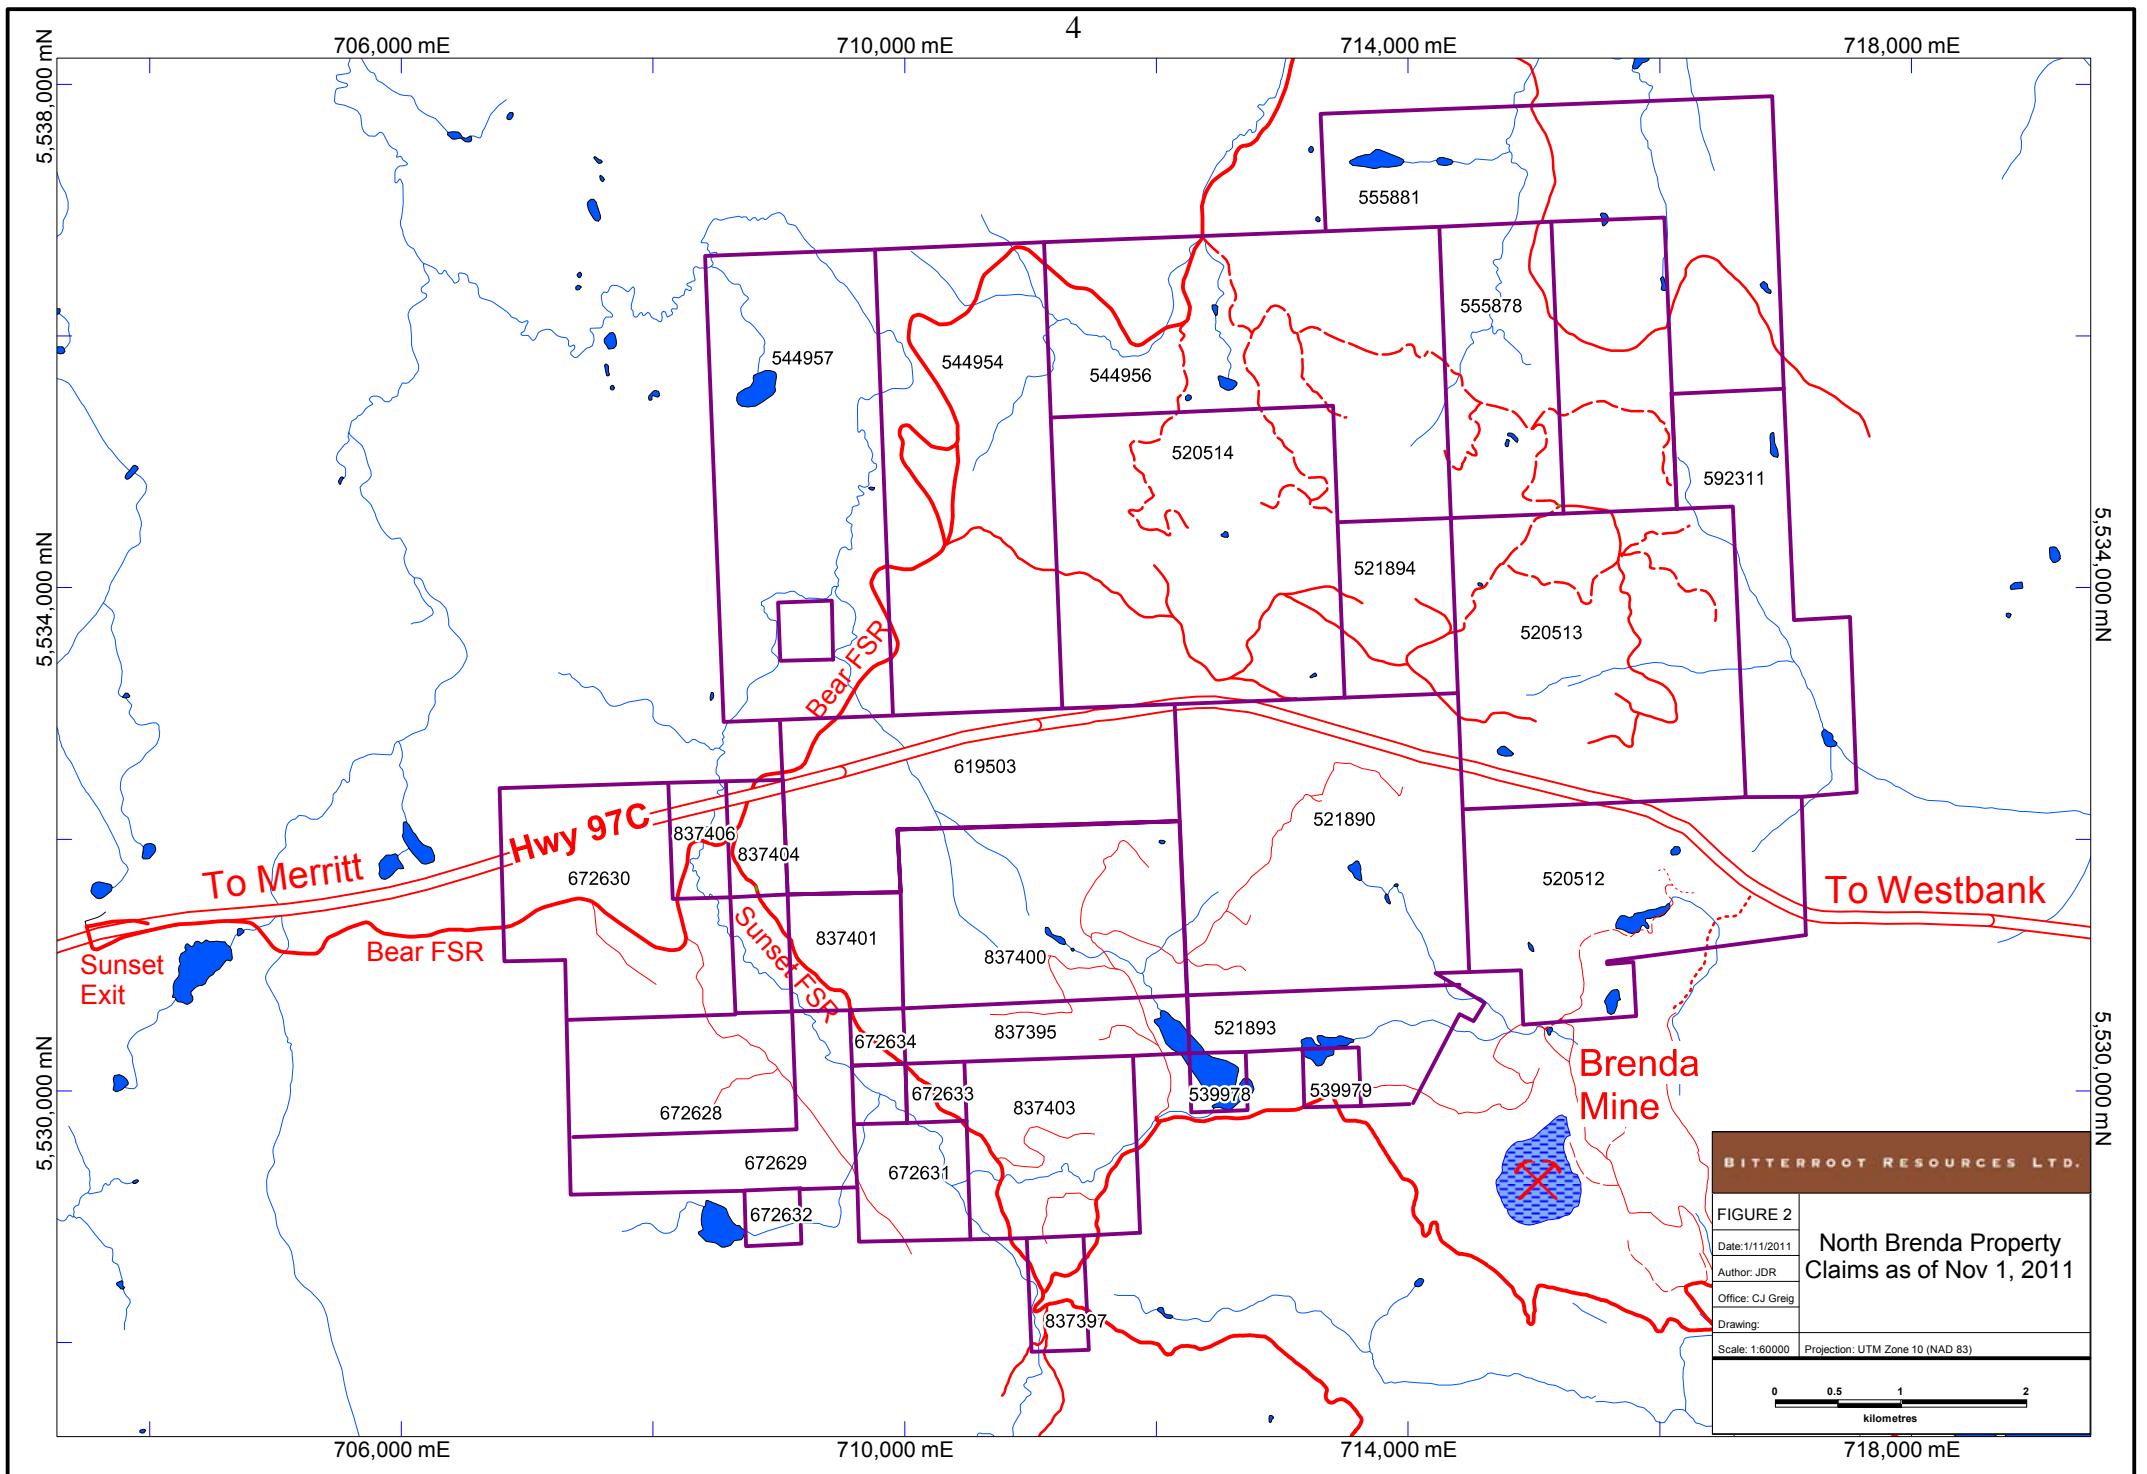 4
706,000 mE
710,000 mE
714,000 mE
718,000 mE
5,538,000 mN
5,534,000 mN
5,534,000 mN
5,530,000 mN
5,530,000 mN
555881
555878
544957
544954
544956
520514
592311
521894
520513
Bear FSR
619503
521890
Hwy 97C
837406
837404
672630
To Merritt
520512
To Westbank
Sunset FSR
837401
837400
Bear FSR
Sunset
Exit
672634
837395
521893
Brenda
Mine
672633
837403
539978
539979
672628
672629
672631
672632
837397
BITTERROOT RESOURCES LTD.
FIGURE 2
Date:1/11/2011
Author: JDR
Office: CJ Greig
Drawing:
North Brenda Property
Claims as of Nov 1, 2011
Scale: 1:60000
Projection: UTM Zone 10 (NAD 83)
0 0.5 1 2
kilometres
706,000 mE
710,000 mE
714,000 mE
718,000 mE